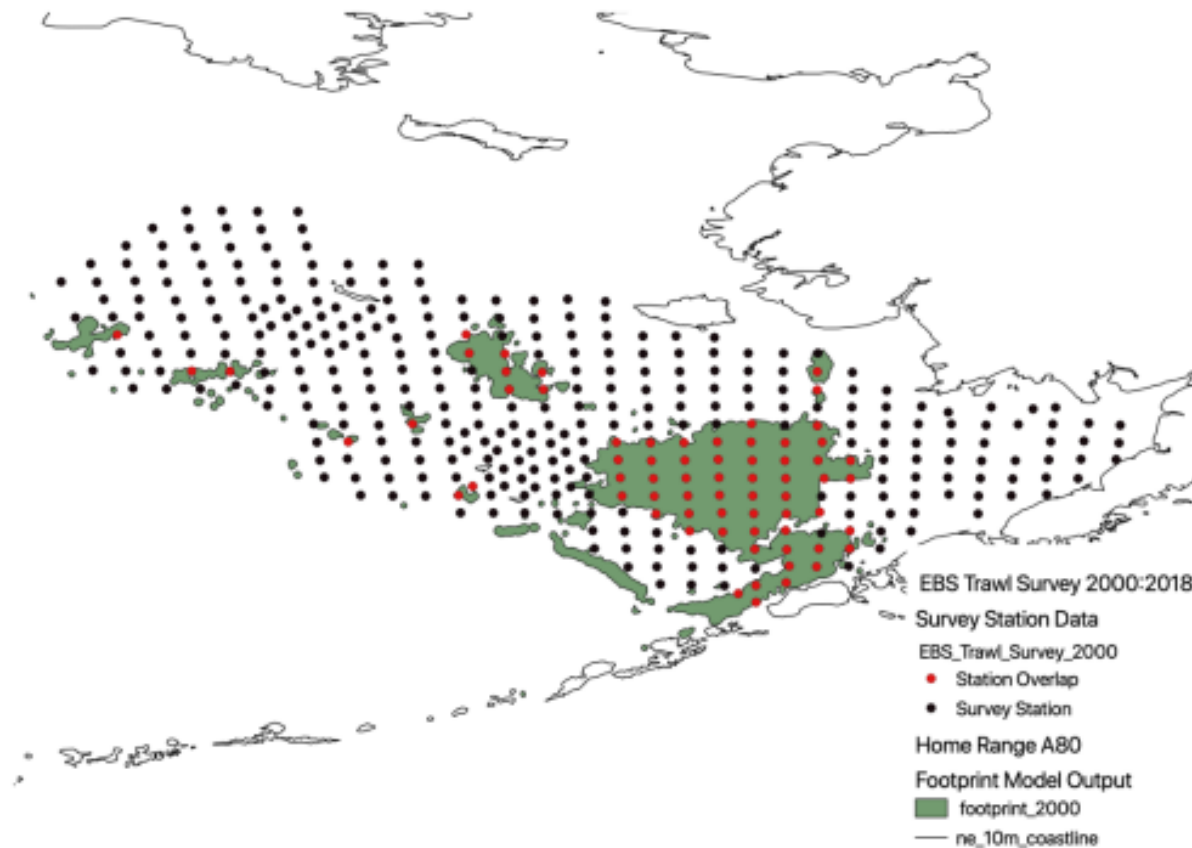 EBS Trawl Survey 2000:2018
Survey Station Data
EBS_Trawl_Survey_2000
Station Overlap
Survey Station
Home Range A80
Footprint Model Output
footprint_2000
ne_10m_coastline